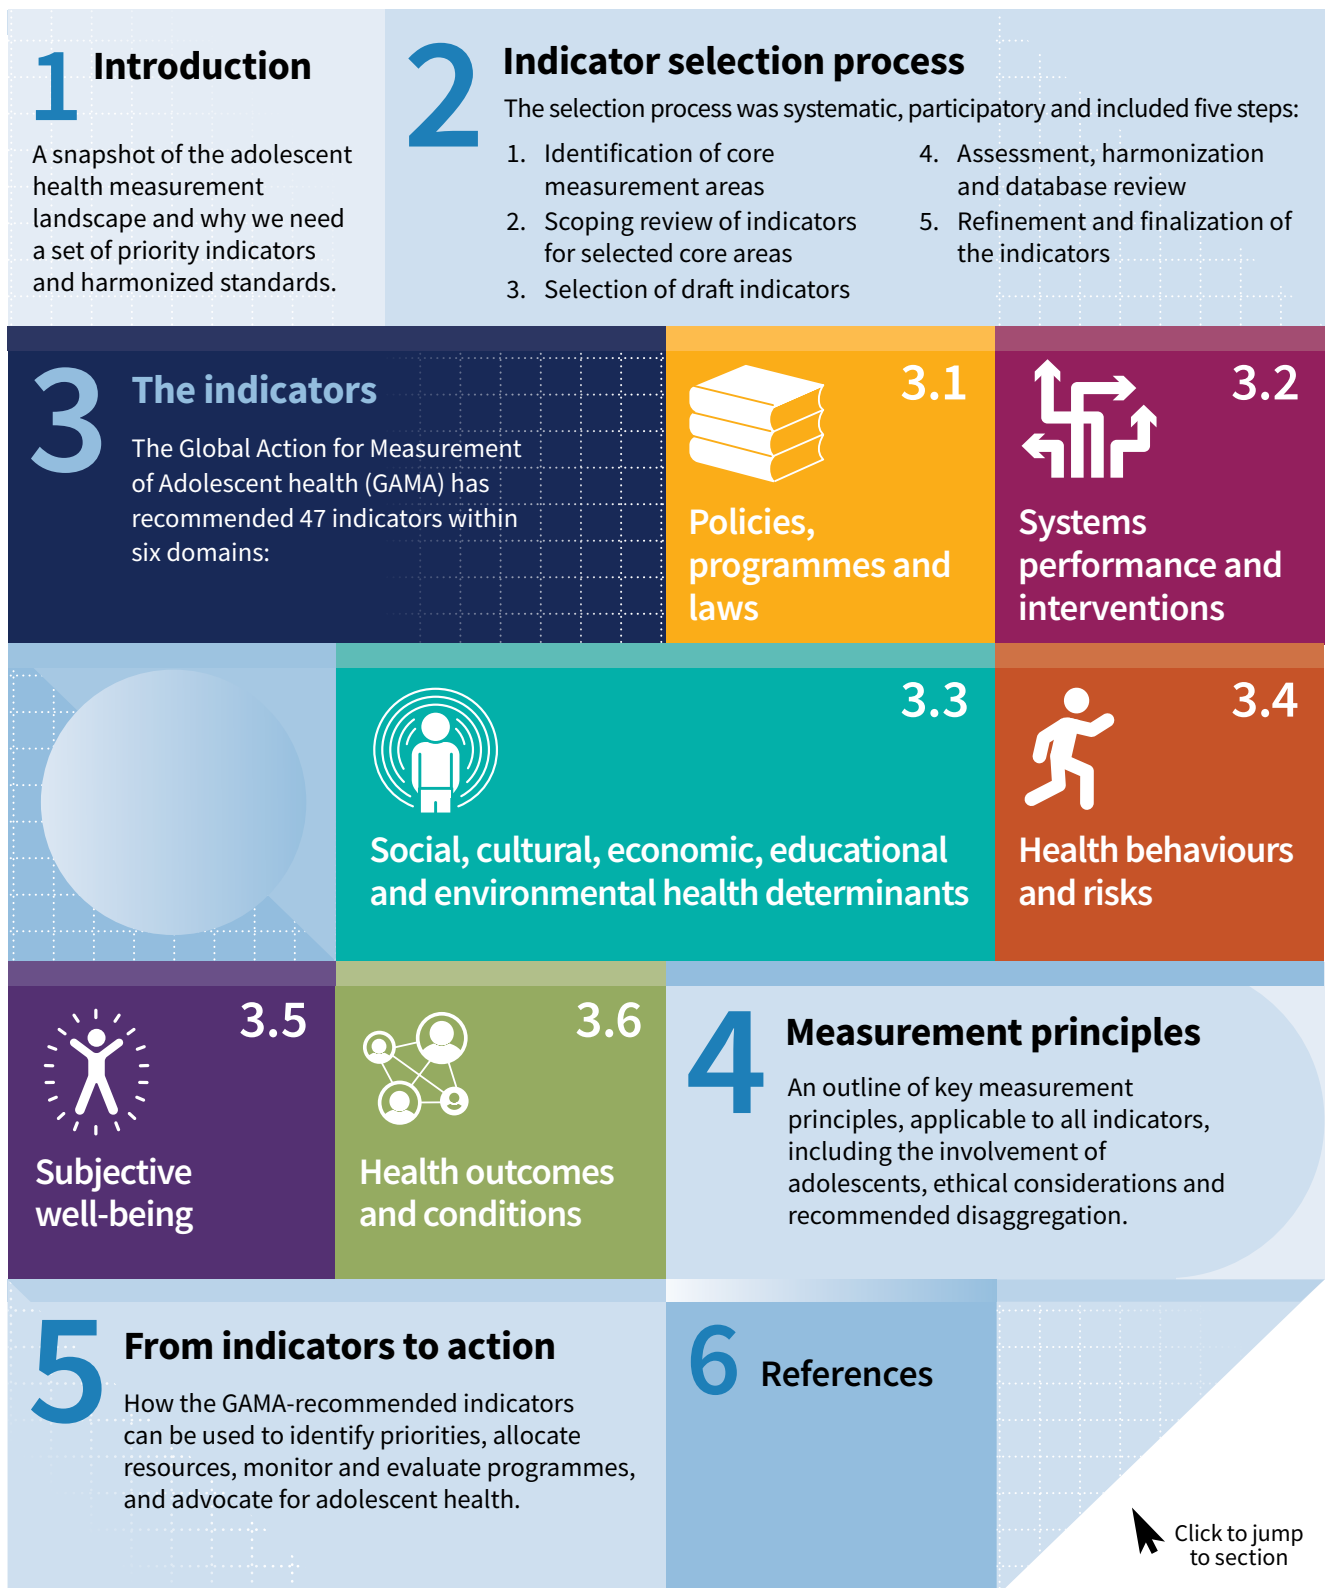 1 Introduction
A snapshot of the adolescent
health measurement
landscape and why we need
a set of priority indicators
and harmonized standards.
2 Indicator selection process
The selection process was systematic, participatory and included five steps:
1. Identification of core
measurement areas
2. Scoping review of indicators
for selected core areas
3. Selection of draft indicators
4. Assessment, harmonization
and database review
5. Refinement and finalization of
the indicators
3 The indicators
The Global Action for Measurement
of Adolescent health (GAMA) has
recommended 47 indicators within
six domains:
3.1
Policies,
programmes and
laws
3.2
Systems
performance and
interventions
3.3
Social, cultural, economic, educational
and environmental health determinants
3.4
Health behaviours
and risks
3.5
Subjective
well-being
3.6
Health outcomes
and conditions
4 Measurement principles
An outline of key measurement
principles, applicable to all indicators,
including the involvement of
adolescents, ethical considerations and
recommended disaggregation.
5 From indicators to action
How the GAMA-recommended indicators
can be used to identify priorities, allocate
resources, monitor and evaluate programmes,
and advocate for adolescent health.
6 References
Click to jump
to section